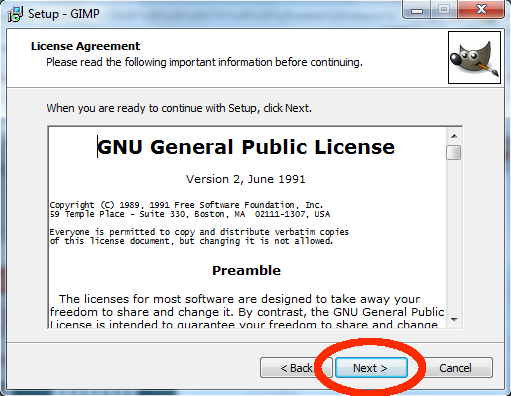 Setup - GIMP
License Agreement
Please read the following important information before continuing.
When you are ready to continue with Setup, click Next.
GNU General Public License
Version 2, June 1991
Copyright (C) 1989, 1991 Free Software Foundation, Inc.
59 Temple Place - Suite 330, Boston, MA  02111-1307, USA
Everyone is permitted to copy and distribute verbatim copies
of this license document, but changing it is not allowed.
Preamble
The licenses for most software are designed to take away your
freedom to share and change it. By contrast, the GNU General Public
License is intended to guarantee your freedom to share and change
< Back Next > Cancel